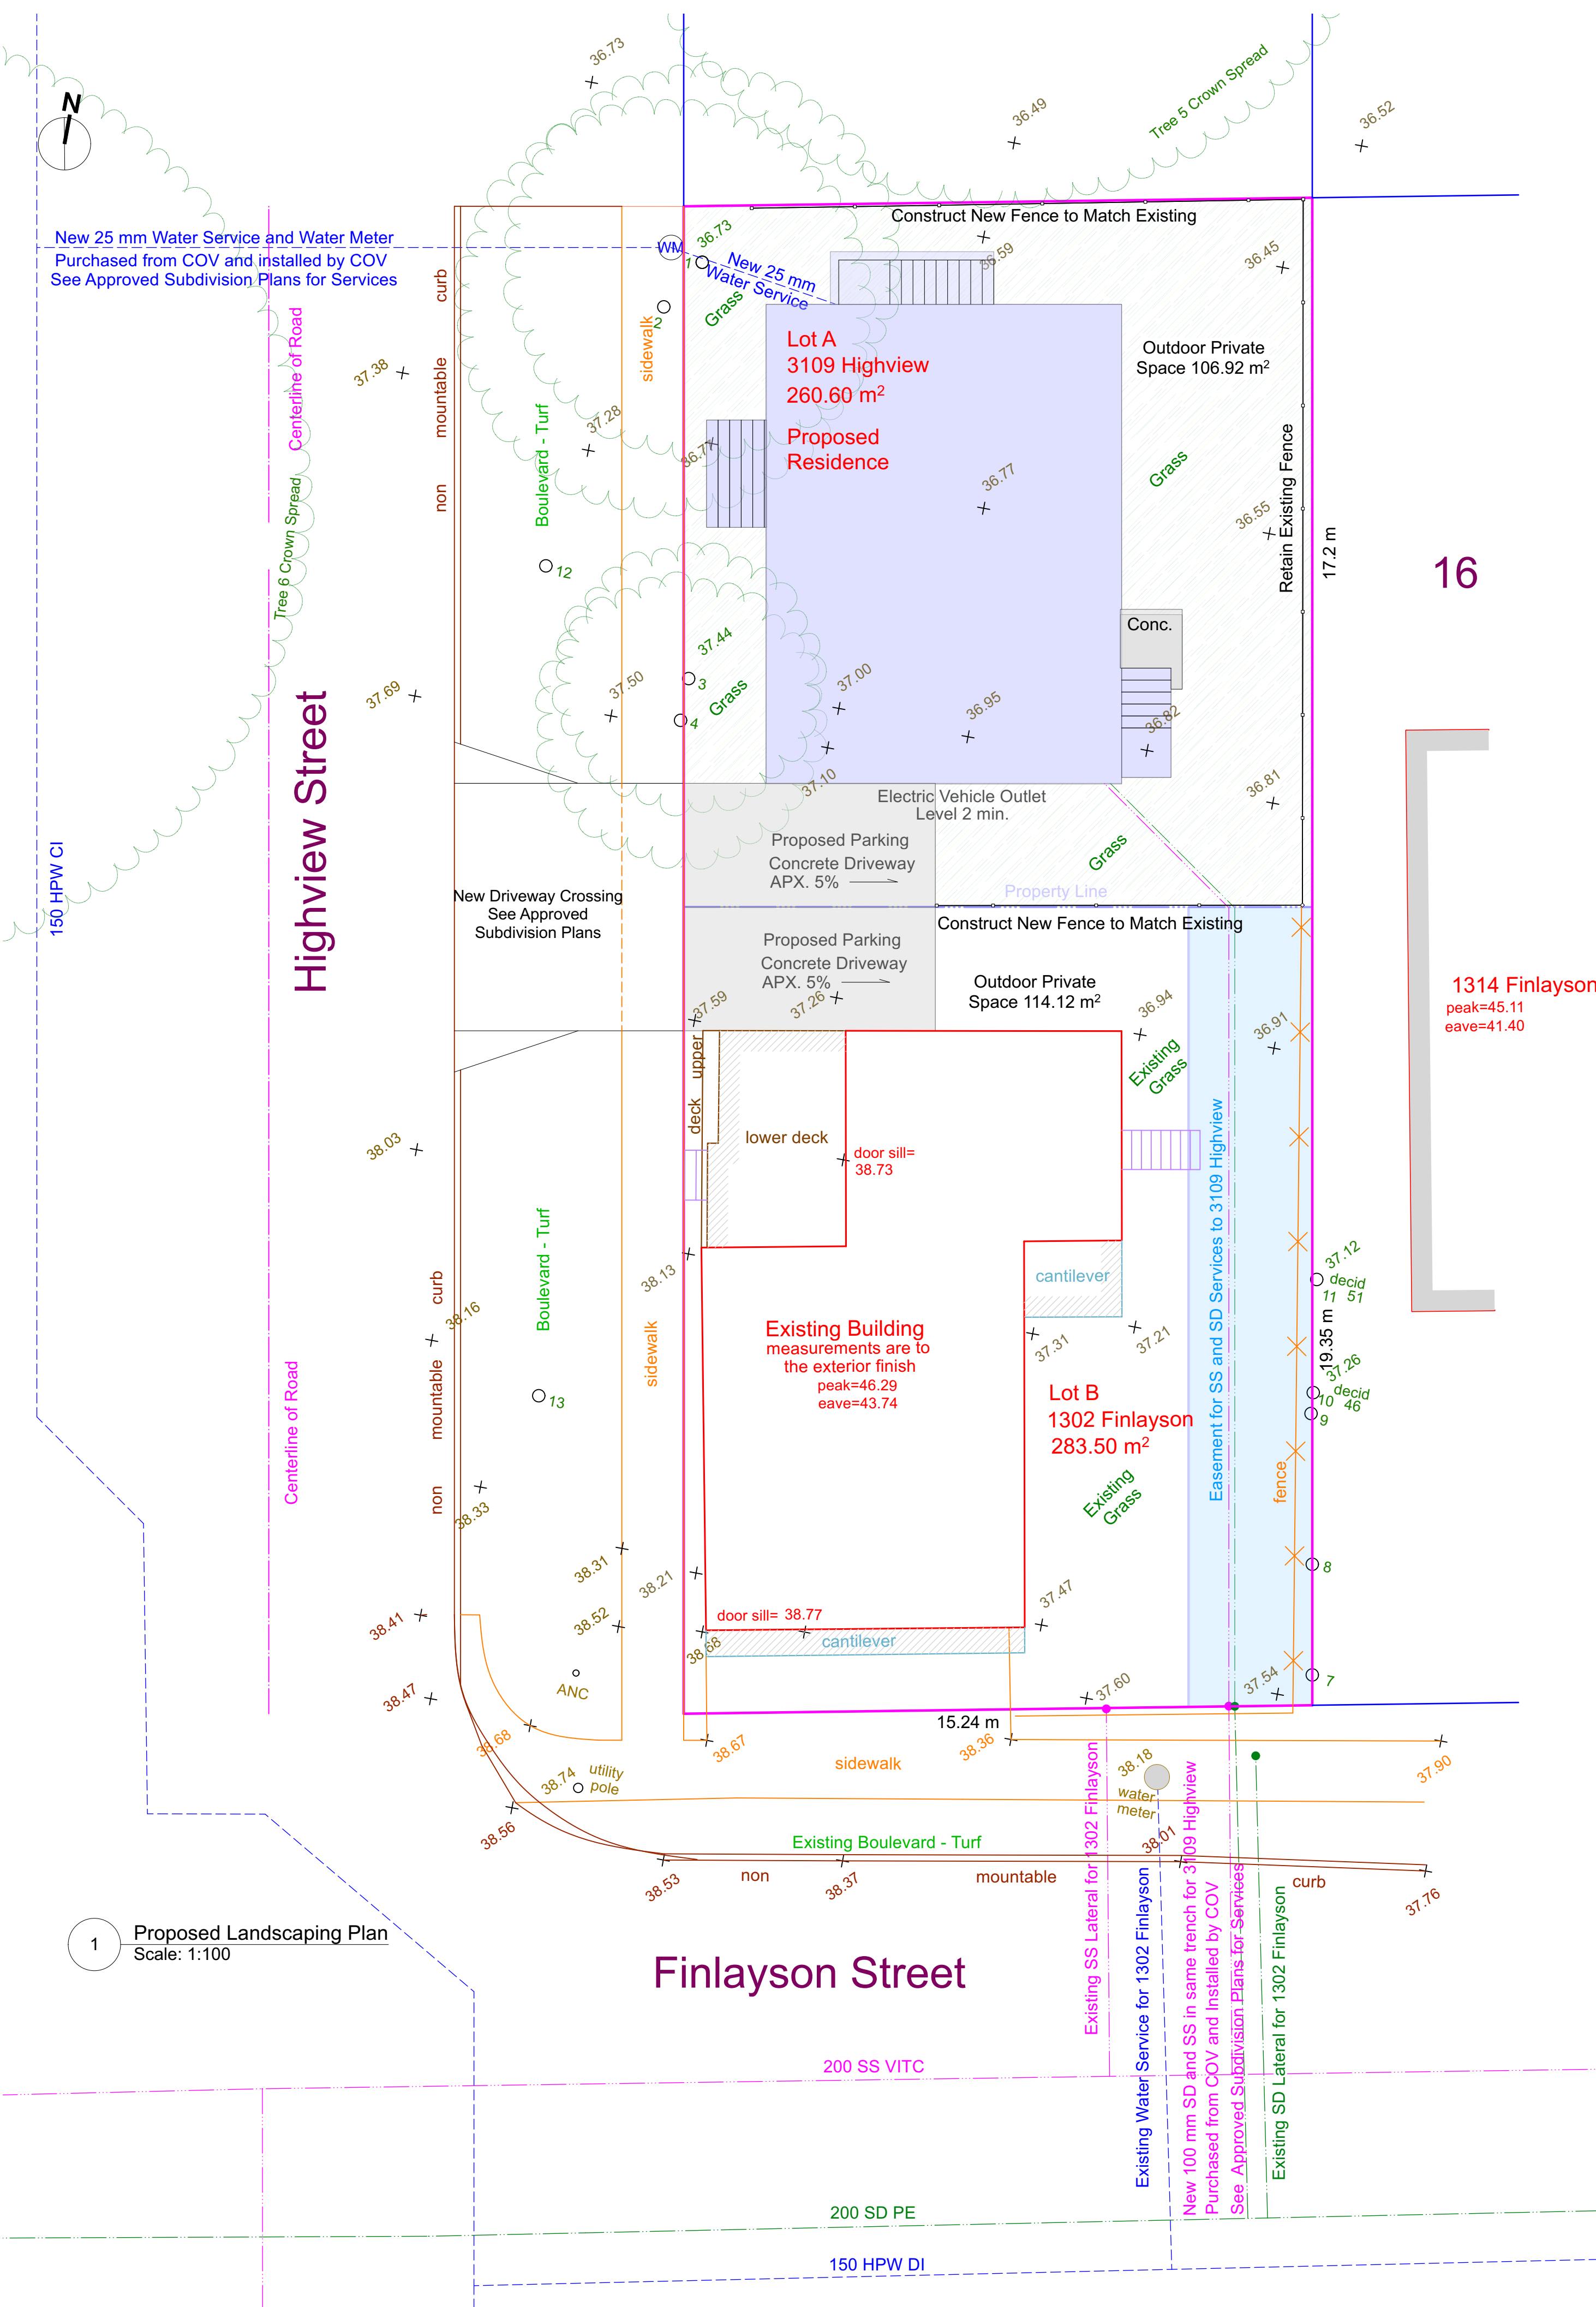 36.73
36.49
36.52
Tree 5 Crown Spread
N
Construct New Fence to Match Existing
New 25 mm Water Service and Water Meter
Purchased from COV and installed by COV
See Approved Subdivision Plans for Services
WM
36.73
1
New 25 mm
Water Service
36.59
36.45
curb
2
Grass
sidewalk
Centerline of Road
Lot A
3109 Highview
260.60 m²
Proposed
Residence
Outdoor Private
Space 106.92 m²
37.38
mountable
37.28
Boulevard - Turf
36.77
36.77
Grass
non
Tree 6 Crown Spread
36.55
Retain Existing Fence
17.2 m
16
12
Conc.
37.44
3
37.50
Grass
4
37.00
36.95
36.82
37.69
Highview Street
37.10
36.81
Electric Vehicle Outlet
Level 2 min.
Proposed Parking
Concrete Driveway
APX. 5%
Grass
150 HPW CI
New Driveway Crossing
See Approved
Subdivision Plans
Property Line
Construct New Fence to Match Existing
Proposed Parking
Concrete Driveway
APX. 5%
Outdoor Private
Space 114.12 m²
1314 Finlayson
peak=45.11
eave=41.40
37.59
37.26
36.94
36.91
Existing
Grass
upper
deck
lower deck
door sill=
38.73
38.03
Easement for SS and SD Services to 3109 Highview
Boulevard - Turf
38.13
cantilever
37.12
decid
11 51
curb
38.16
sidewalk
Existing Building
measurements are to
the exterior finish
peak=46.29
eave=43.74
37.31
37.21
19.35 m
37.26
decid
10 46
9
Lot B
1302 Finlayson
283.50 m²
mountable
Centerline of Road
13
non
38.33
Existing
Grass
fence
38.31
38.21
8
37.47
38.52
door sill= 38.77
cantilever
38.41
38.68
ANC
38.47
37.60
37.54
7
15.24 m
38.68
38.67
38.36
sidewalk
38.18
water
meter
37.90
38.74
utility
pole
38.56
Existing Boulevard - Turf
38.01
38.53
non
38.37
mountable
curb
37.76
Existing SS Lateral for 1302 Finlayson
Existing Water Service for 1302 Finlayson
New 100 mm SD and SS in same trench for 3109 Highview
Purchased from COV and Installed by COV
See Approved Subdivision Plans for Services
Existing SD Lateral for 1302 Finlayson
1
Proposed Landscaping Plan
Scale: 1:100
Finlayson Street
200 SS VITC
200 SD PE
150 HPW DI